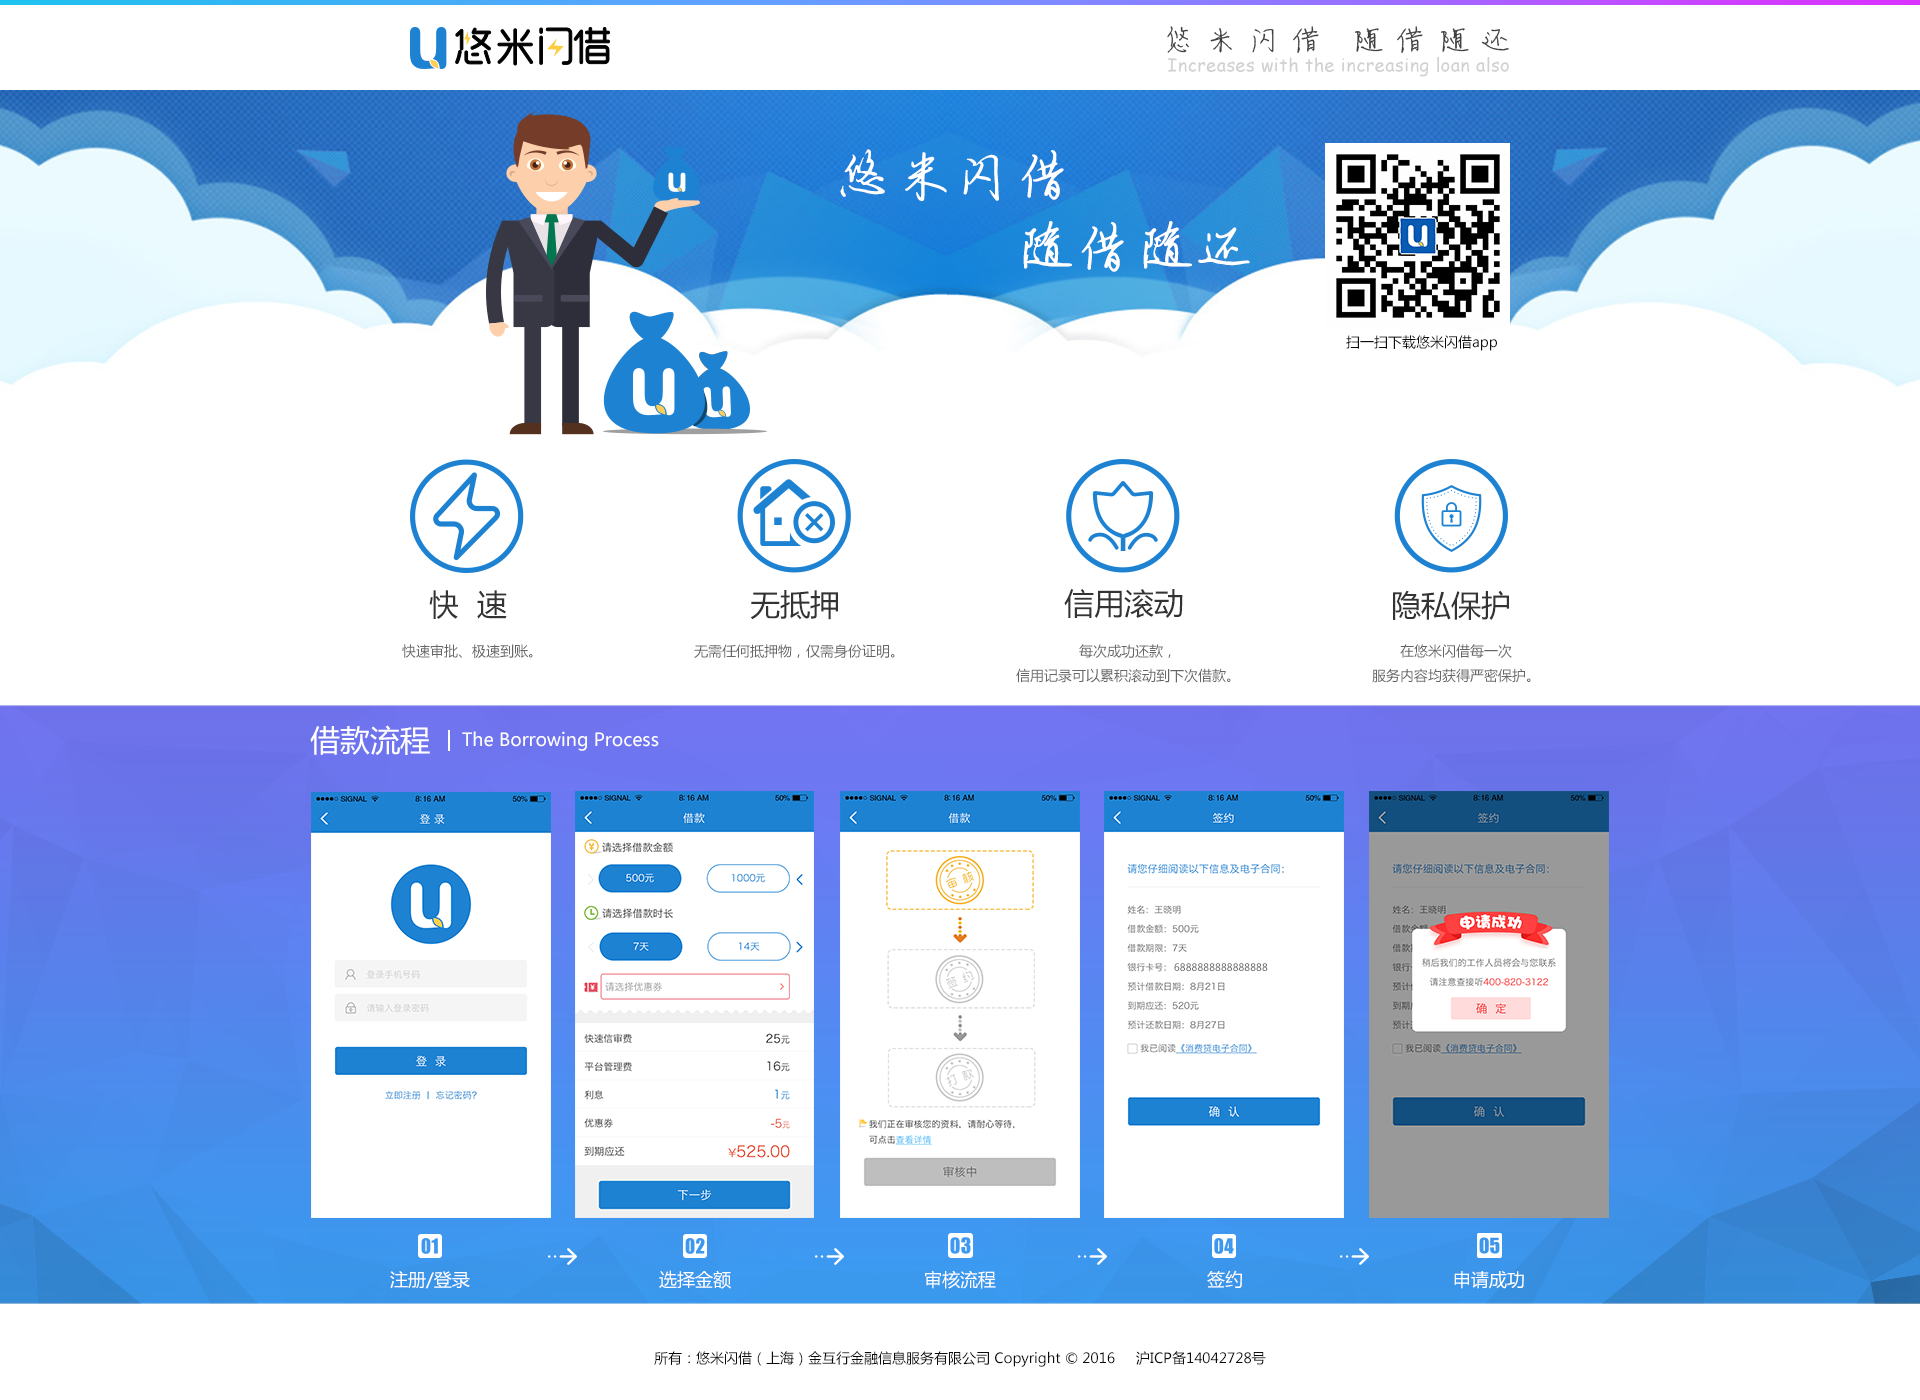 悠米闪借
悠米闪借 随借随还
Increases with the increasing loan also
悠米闪借
随借随还
扫一扫下载悠米闪借app
快 速
快速审批、极速到账。
无抵押
无需任何抵押物，仅需身份证明。
信用滚动
每次成功还款，
信用记录可以累积滚动到下次借款。
隐私保护
在悠米闪借每一次
服务内容均获得严密保护。
借款流程 | The Borrowing Process
SIGNAL 8:16 AM 50%
登 录
登录手机号码
请输入登录密码
登 录
立即注册 | 忘记密码?
01
注册/登录
SIGNAL 8:16 AM 50%
借款
请选择借款金额
500元 1000元
请选择借款时长
7天 14天
请选择优惠券
快速信审费 25元
平台管理费 16元
利息 1元
优惠券 -5元
到期应还 ¥525.00
下一步
02
选择金额
SIGNAL 8:16 AM 50%
借款
审核
签约
打款
我们正在审核您的资料，请耐心等待，
可点击查看详情
审核中
03
审核流程
SIGNAL 8:16 AM 50%
签约
请您仔细阅读以下信息及电子合同：
姓名：王晓明
借款金额：500元
借款期限：7天
银行卡号： 6888888888888888
预计借款日期：8月21日
到期应还：520元
预计还款日期：8月27日
我已阅读《消费贷电子合同》
确 认
04
签约
SIGNAL 8:16 AM 50%
签约
请您仔细阅读以下信息及电子合同：
姓名：王晓明
借款金额
借款
银行
预计
到期
预计
申请成功
稍后我们的工作人员将会与您联系
请注意查接听400-820-3122
确 定
我已阅读《消费贷电子合同》
确 认
05
申请成功
所有：悠米闪借（上海）金互行金融信息服务有限公司 Copyright © 2016 沪ICP备14042728号